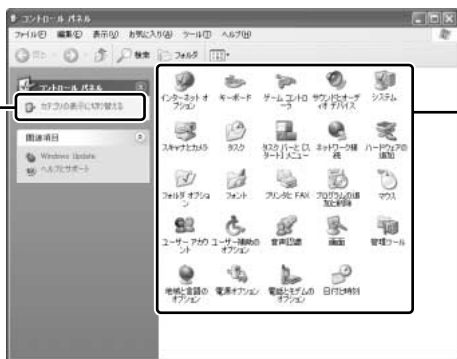 コントロール パネル
ファイル(F) 編集(E) 表示(V) お気に入り(A) ツール(T) ヘルプ(H)
戻る 検索 フォルダ
コントロール パネル
カテゴリの表示に切り替える
関連項目
Windows Update
ヘルプとサポート
インターネット オプション
キーボード
ゲーム コントローラ
サウンドとオーディオ デバイス
システム
スキャナとカメラ
タスク
タスク バーと [スタート] メニュー
ネットワーク接続
ハードウェアの追加
フォルダ オプション
フォント
プリンタと FAX
プログラムの追加と削除
マウス
ユーザー アカウント
ユーザー補助のオプション
音声認識
画面
管理ツール
地域と言語のオプション
電源オプション
電話とモデムのオプション
日付と時刻